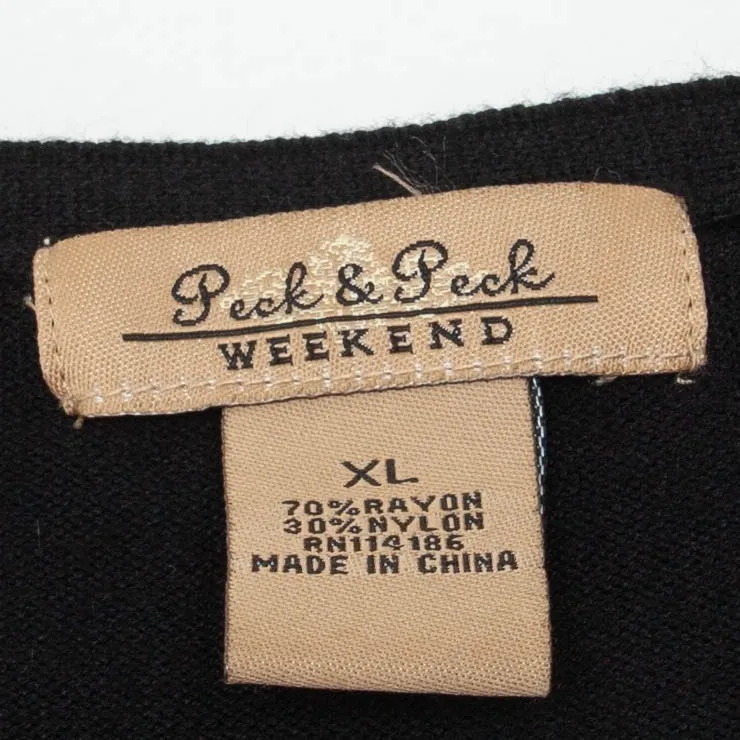 Peck & Peck
WEEKEND
XL
70%RAYON
30%NYLON
RN114186
MADE IN CHINA